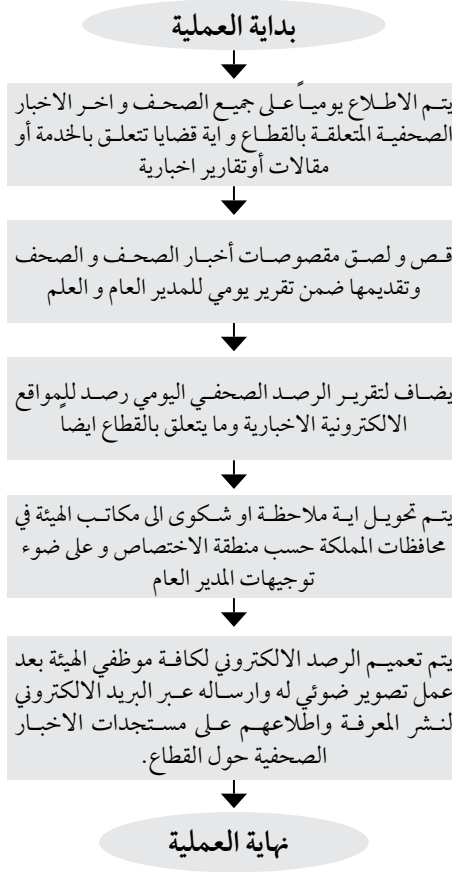 بداية العملية
يتم الاطلاع يومياً على جميع الصحف و اخر الاخبار
الصحفية المتعلقة بالقطاع و اية قضايا تتعلق بالخدمة أو
مقالات أوتقارير اخبارية
قص و لصق مقصوصات أخبار الصحف و الصحف
وتقديمها ضمن تقرير يومي للمدير العام و العلم
يضاف لتقرير الرصد الصحفي اليومي رصد للمواقع
الالكترونية الاخبارية وما يتعلق بالقطاع ايضاً
يتم تحويل اية ملاحظة او شكوى الى مكاتب الهيئة في
محافظات المملكة حسب منطقة الاختصاص و على ضوء
توجيهات المدير العام
يتم تعميم الرصد الالكتروني لكافة موظفي الهيئة بعد
عمل تصوير ضوئي له وارساله عبر البريد الالكتروني
لنشر المعرفة واطلاعهم على مستجدات الاخبار
الصحفية حول القطاع.
نهاية العملية